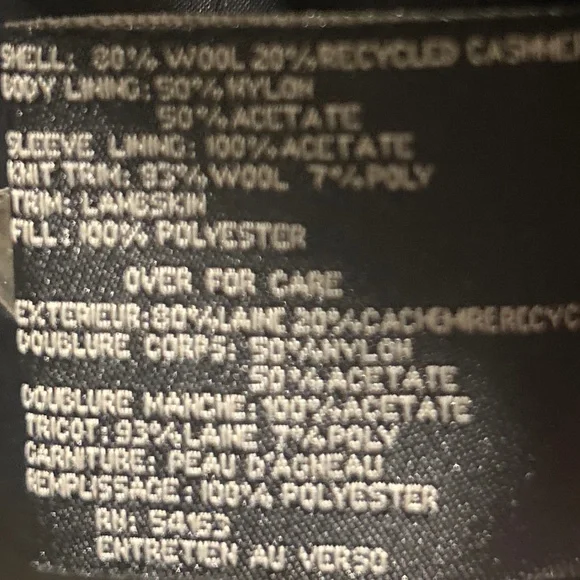 SHELL: 80% WOOL 20% RECYCLED CASHME
BODY LINING: 50% NYLON
50% ACETATE
SLEEVE LINING: 100% ACETATE
KNIT TRIM: 93% WOOL 7% POLY
TRIM: LAMBSKIN
FILL: 100% POLYESTER
OVER FOR CARE
EXTERIEUR: 80% LAINE 20% CACHEMIRE RECYC
DOUBLURE CORPS: 50% NYLON
50% ACETATE
DOUBLURE MANCHE: 100% ACETATE
TRICOT: 93% LAINE 7% POLY
GARNITURE: PEAU D'AGNEAU
REMPLISSAGE: 100% POLYESTER
RN: 54163
ENTRETIEN AU VERSO